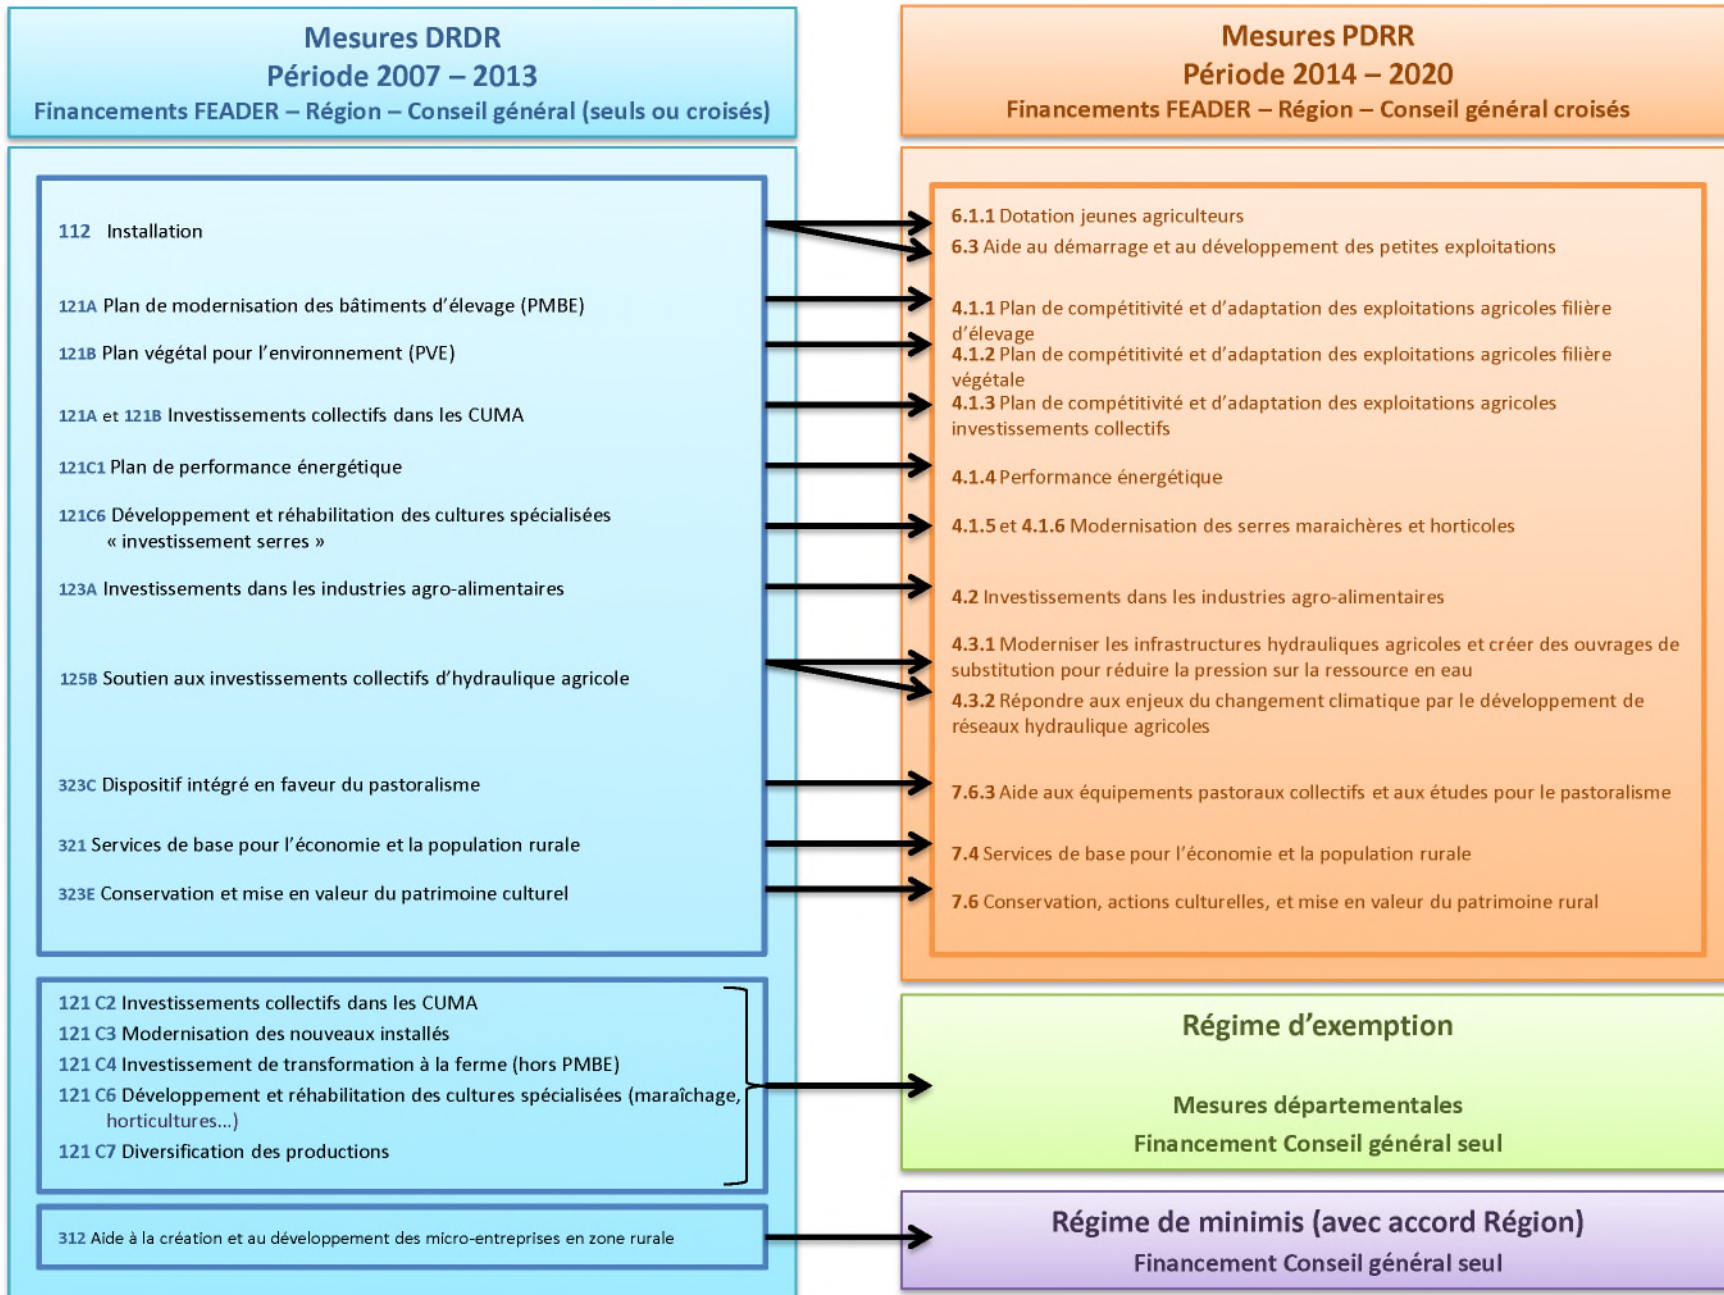 Mesures DRDR
Période 2007 – 2013
Financements FEADER – Région – Conseil général (seuls ou croisés)
112 Installation
121A Plan de modernisation des bâtiments d'élevage (PMBE)
121B Plan végétal pour l'environnement (PVE)
121A et 121B Investissements collectifs dans les CUMA
121C1 Plan de performance énergétique
121C6 Développement et réhabilitation des cultures spécialisées
« investissement serres »
123A Investissements dans les industries agro-alimentaires
125B Soutien aux investissements collectifs d'hydraulique agricole
323C Dispositif intégré en faveur du pastoralisme
321 Services de base pour l'économie et la population rurale
323E Conservation et mise en valeur du patrimoine culturel
121 C2 Investissements collectifs dans les CUMA
121 C3 Modernisation des nouveaux installés
121 C4 Investissement de transformation à la ferme (hors PMBE)
121 C6 Développement et réhabilitation des cultures spécialisées (maraîchage,
horticultures...)
121 C7 Diversification des productions
312 Aide à la création et au développement des micro-entreprises en zone rurale
Mesures PDRR
Période 2014 – 2020
Financements FEADER – Région – Conseil général croisés
6.1.1 Dotation jeunes agriculteurs
6.3 Aide au démarrage et au développement des petites exploitations
4.1.1 Plan de compétitivité et d'adaptation des exploitations agricoles filière
d'élevage
4.1.2 Plan de compétitivité et d'adaptation des exploitations agricoles filière
végétale
4.1.3 Plan de compétitivité et d'adaptation des exploitations agricoles
investissements collectifs
4.1.4 Performance énergétique
4.1.5 et 4.1.6 Modernisation des serres maraichères et horticoles
4.2 Investissements dans les industries agro-alimentaires
4.3.1 Moderniser les infrastructures hydrauliques agricoles et créer des ouvrages de
substitution pour réduire la pression sur la ressource en eau
4.3.2 Répondre aux enjeux du changement climatique par le développement de
réseaux hydraulique agricoles
7.6.3 Aide aux équipements pastoraux collectifs et aux études pour le pastoralisme
7.4 Services de base pour l'économie et la population rurale
7.6 Conservation, actions culturelles, et mise en valeur du patrimoine rural
Régime d'exemption
Mesures départementales
Financement Conseil général seul
Régime de minimis (avec accord Région)
Financement Conseil général seul